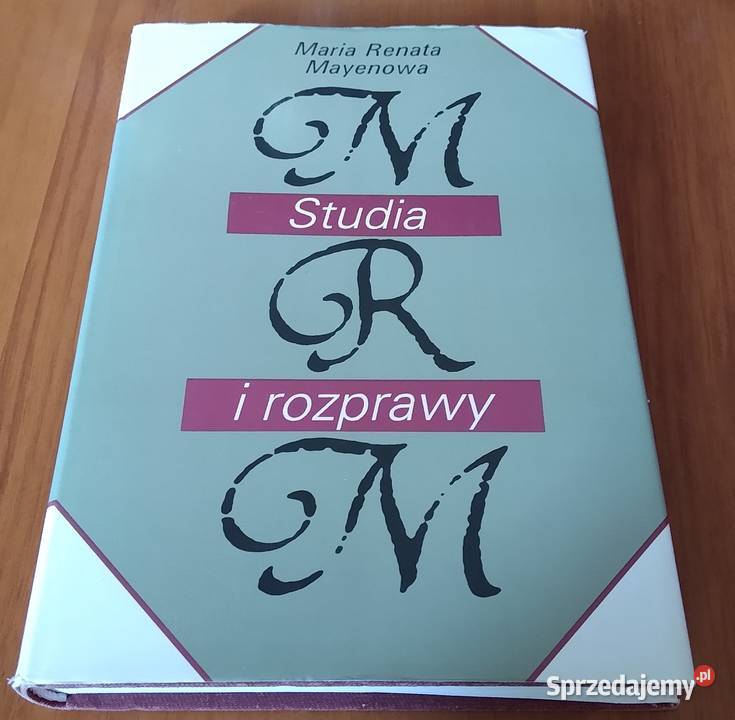 Maria Renata
Mayenowa
M
Studia
R
i rozprawy
M
Sprzedajemy.pl